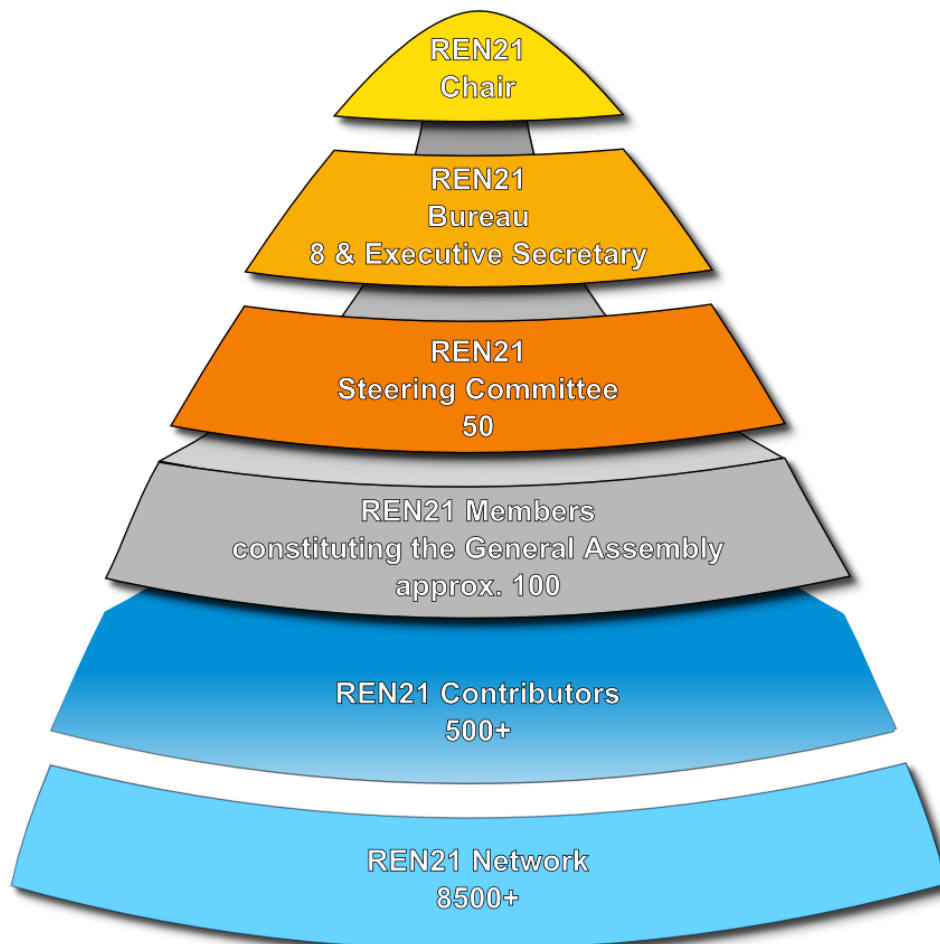 REN21
Chair
REN21
Bureau
8 & Executive Secretary
REN21
Steering Committee
50
REN21 Members
constituting the General Assembly
approx. 100
REN21 Contributors
500+
REN21 Network
8500+